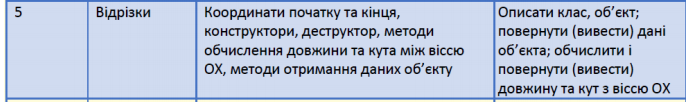 5
Відрізки
Координати початку та кінця,
конструктори, деструктор, методи
обчислення довжини та кута між віссю
ОХ, методи отримання даних об’єкту
Описати клас, об’єкт;
повернути (вивести) дані
об’єкта; обчислити і
повернути (вивести)
довжину та кут з віссю ОХ